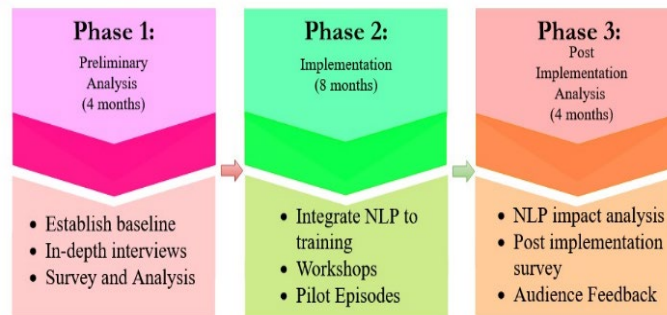 Phase 1:
Preliminary
Analysis
(4 months)
• Establish baseline
• In-depth interviews
• Survey and Analysis
Phase 2:
Implementation
(8 months)
• Integrate NLP to
training
• Workshops
• Pilot Episodes
Phase 3:
Post
Implementation
Analysis
(4 months)
• NLP impact analysis
• Post implementation
survey
• Audience Feedback